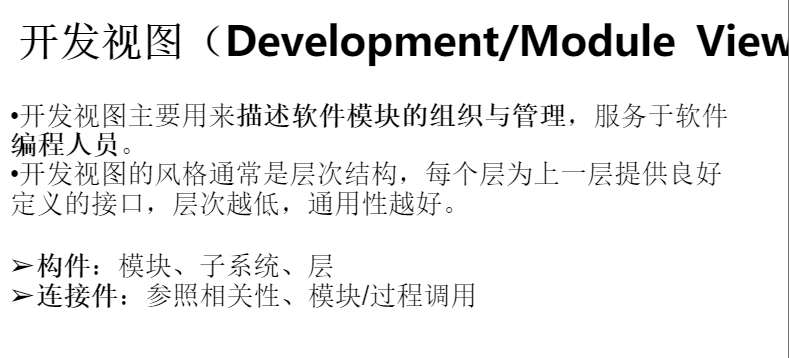 开发视图（Development/Module View
•开发视图主要用来描述软件模块的组织与管理，服务于软件
编程人员。
•开发视图的风格通常是层次结构，每个层为上一层提供良好
定义的接口，层次越低，通用性越好。
➢构件：模块、子系统、层
➢连接件：参照相关性、模块/过程调用